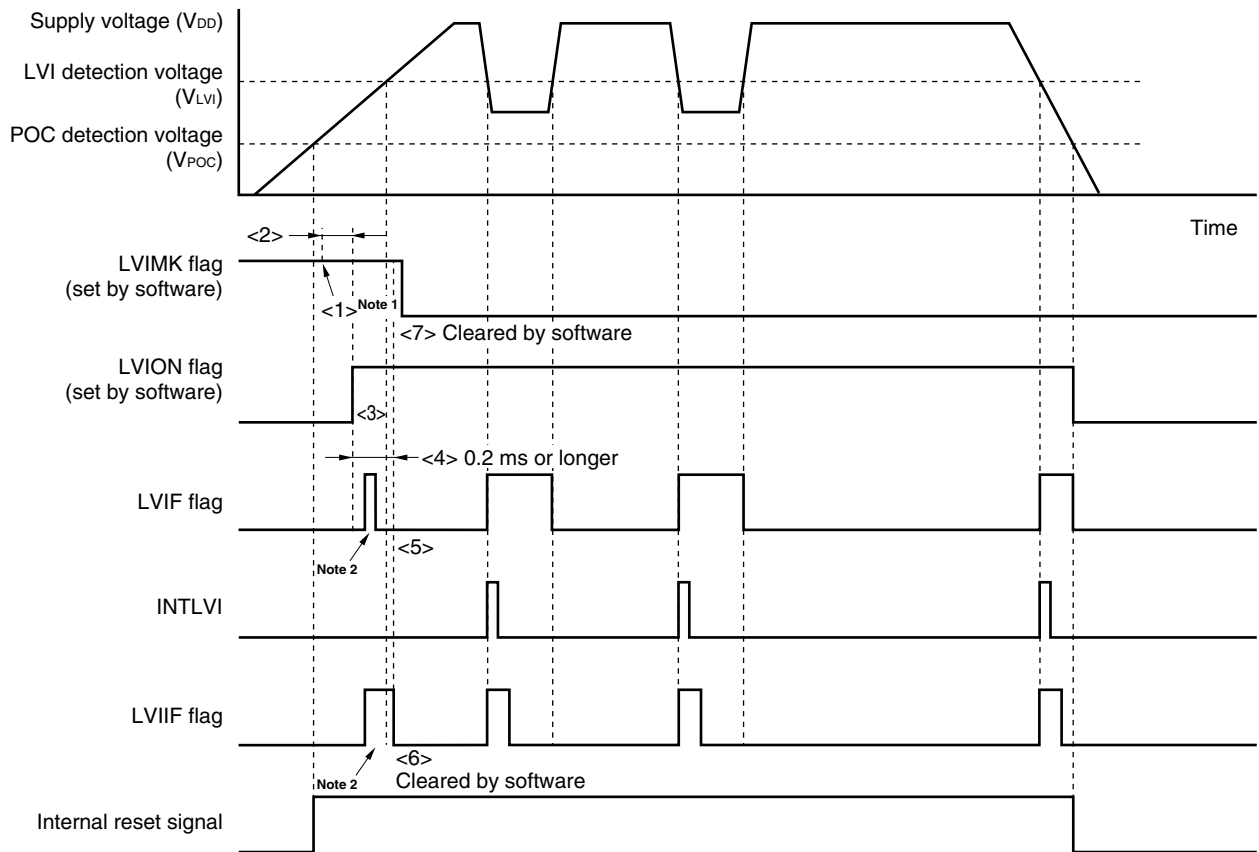 Supply voltage (VDD)
LVI detection voltage
(VLVI)
POC detection voltage
(VPOC)
Time
<2>
LVIMK flag
(set by software)
<1> Note 1
<7> Cleared by software
LVION flag
(set by software)
<3>
<4> 0.2 ms or longer
LVIF flag
Note 2
<5>
INTLVI
LVIIF flag
Note 2
<6>
Cleared by software
Internal reset signal